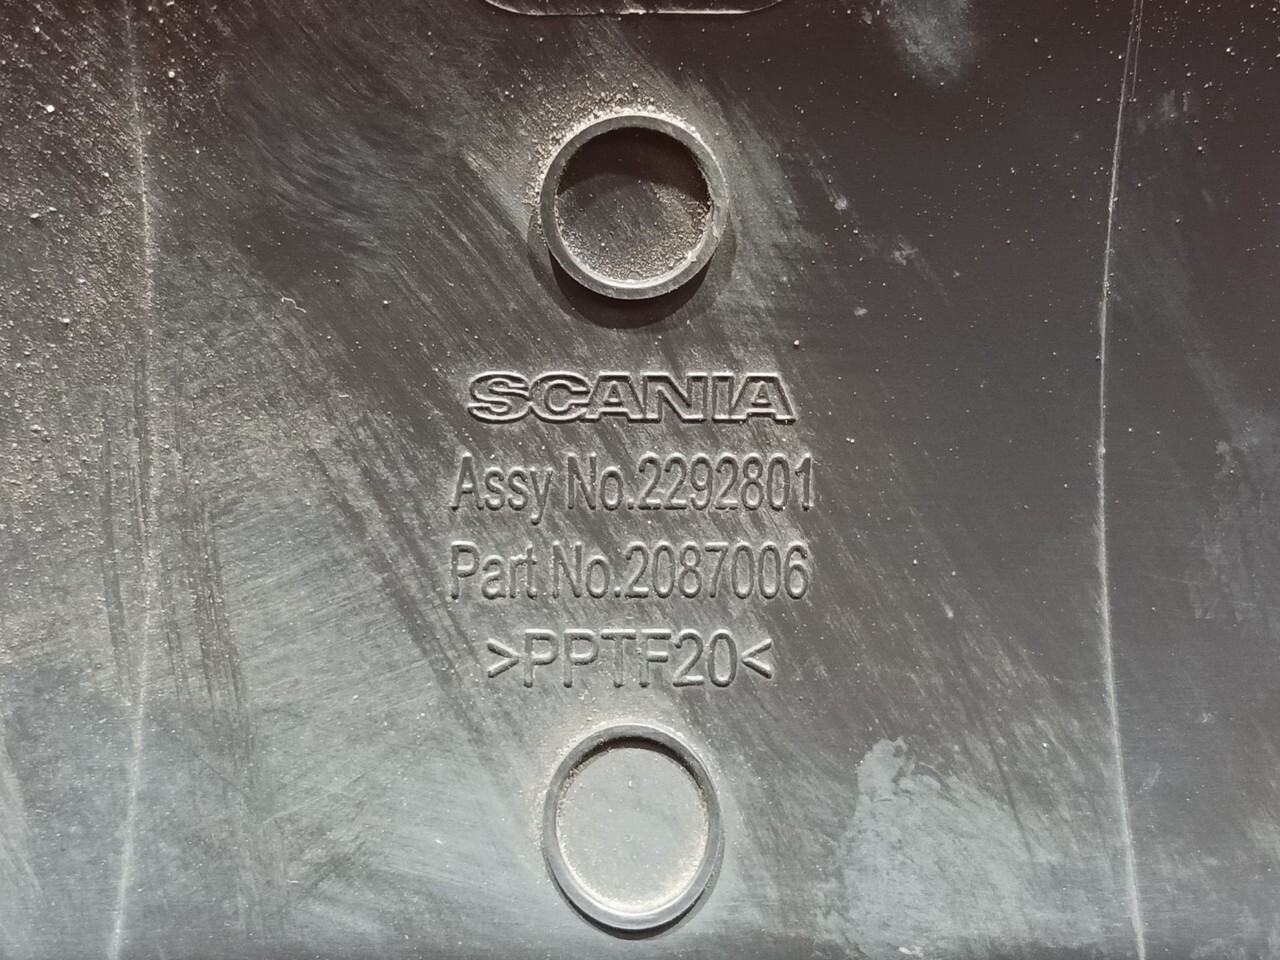 SCANIA
Assy No.2292801
Part No.2087006
>PPTF20<